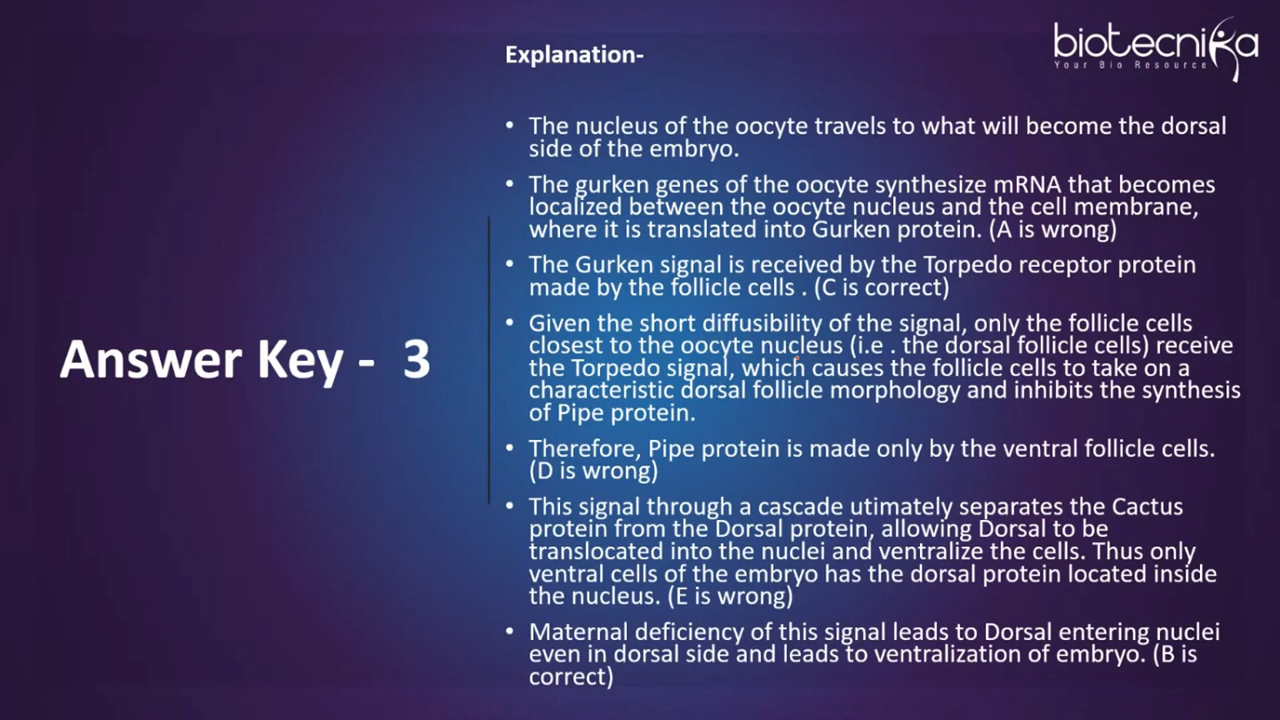 Explanation-
biotecnika
Your Bio Resource
• The nucleus of the oocyte travels to what will become the dorsal
side of the embryo.
• The gurken genes of the oocyte synthesize mRNA that becomes
localized between the oocyte nucleus and the cell membrane,
where it is translated into Gurken protein. (A is wrong)
• The Gurken signal is received by the Torpedo receptor protein
made by the follicle cells . (C is correct)
• Given the short diffusibility of the signal, only the follicle cells
closest to the oocyte nucleus (i.e . the dorsal follicle cells) receive
the Torpedo signal, which causes the follicle cells to take on a
characteristic dorsal follicle morphology and inhibits the synthesis
of Pipe protein.
• Therefore, Pipe protein is made only by the ventral follicle cells.
(D is wrong)
• This signal through a cascade utimately separates the Cactus
protein from the Dorsal protein, allowing Dorsal to be
translocated into the nuclei and ventralize the cells. Thus only
ventral cells of the embryo has the dorsal protein located inside
the nucleus. (E is wrong)
• Maternal deficiency of this signal leads to Dorsal entering nuclei
even in dorsal side and leads to ventralization of embryo. (B is
correct)
Answer Key - 3